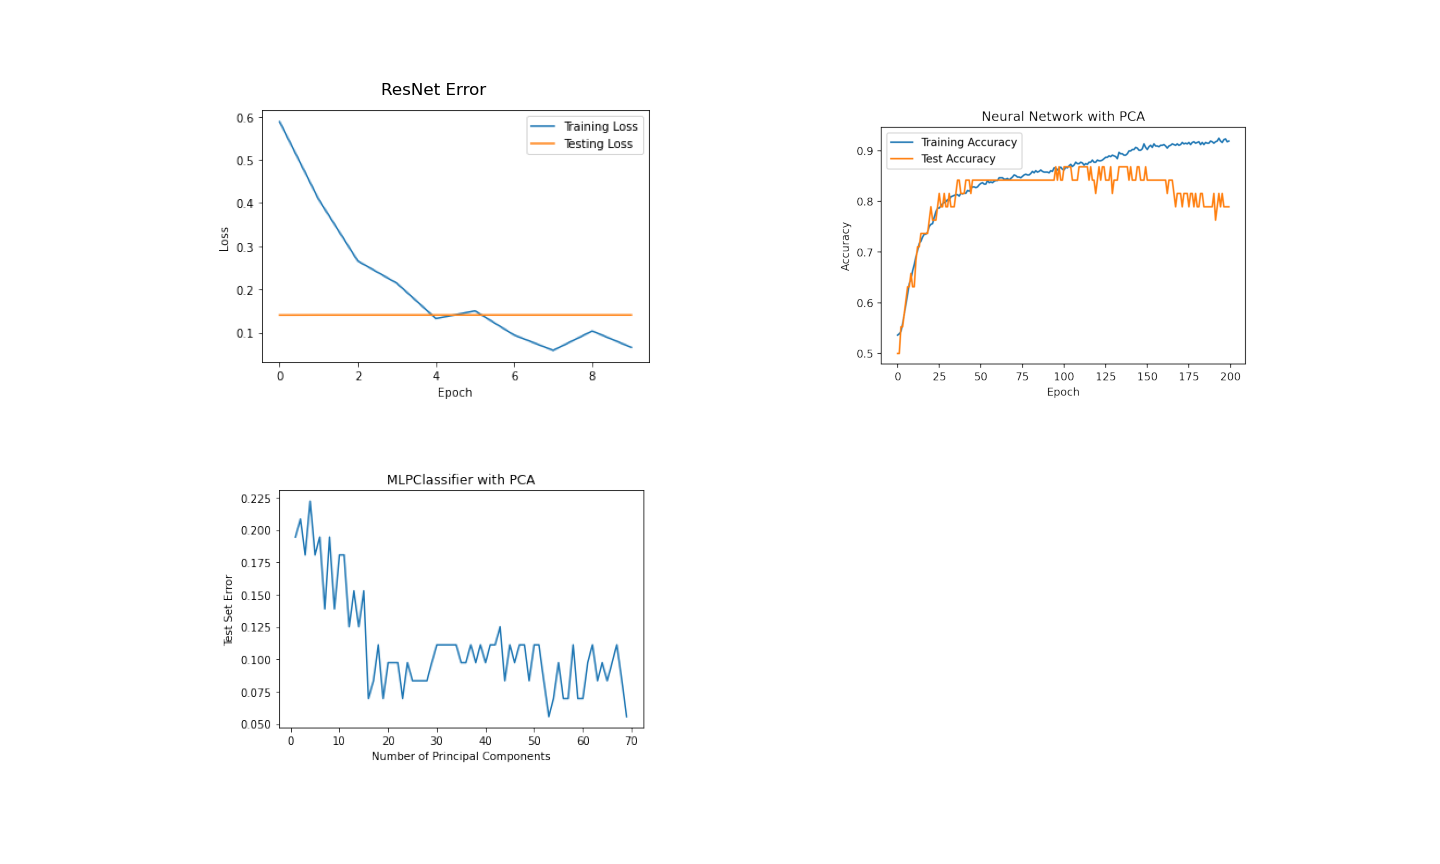 ResNet Error
Training Loss
Testing Loss
0.6
0.5
0.4
0.3
0.2
0.1
Loss
0 2 4 6 8
Epoch
Neural Network with PCA
Training Accuracy
Test Accuracy
0.9
0.8
0.7
0.6
0.5
Accuracy
0 25 50 75 100 125 150 175 200
Epoch
MLPClassifier with PCA
0.225
0.200
0.175
0.150
0.125
0.100
0.075
0.050
Test Set Error
0 10 20 30 40 50 60 70
Number of Principal Components